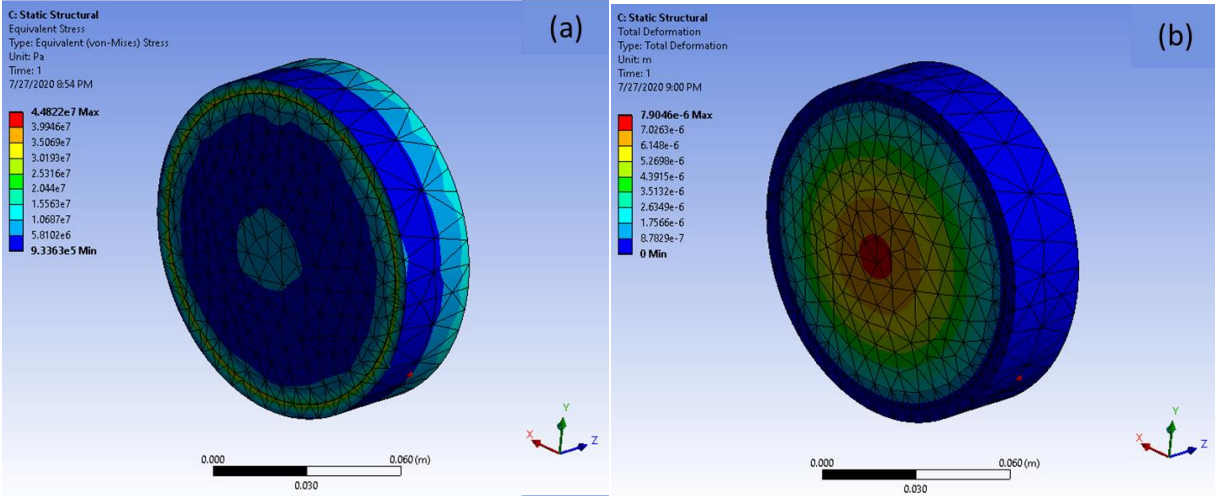 C: Static Structural
Equivalent Stress
Type: Equivalent (von-Mises) Stress
Unit: Pa
Time: 1
7/27/2020 8:54 PM
(a)
4.4822e7 Max
3.9946e7
3.5069e7
3.0193e7
2.5316e7
2.044e7
1.5563e7
1.0687e7
5.8102e6
9.3363e5 Min
0.000
0.060 (m)
0.030
Y
X
Z
C: Static Structural
Total Deformation
Type: Total Deformation
Unit: m
Time: 1
7/27/2020 9:00 PM
(b)
7.9046e-6 Max
7.0263e-6
6.148e-6
5.2698e-6
4.3915e-6
3.5132e-6
2.6349e-6
1.7566e-6
8.7829e-7
0 Min
0.000
0.060 (m)
0.030
Y
X
Z